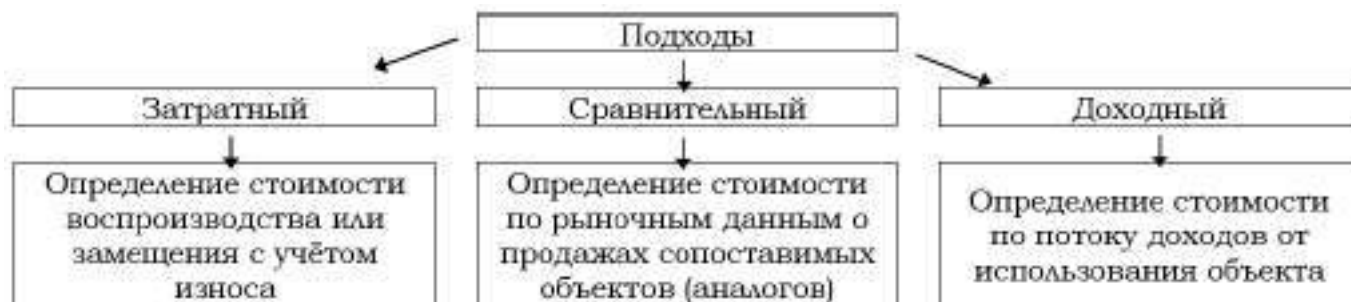 Подходы
Затратный
Сравнительный
Доходный
Определение стоимости
воспроизводства или
замещения с учётом
износа
Определение стоимости
по рыночным данным о
продажах сопоставимых
объектов (аналогов)
Определение стоимости
по потоку доходов от
использования объекта